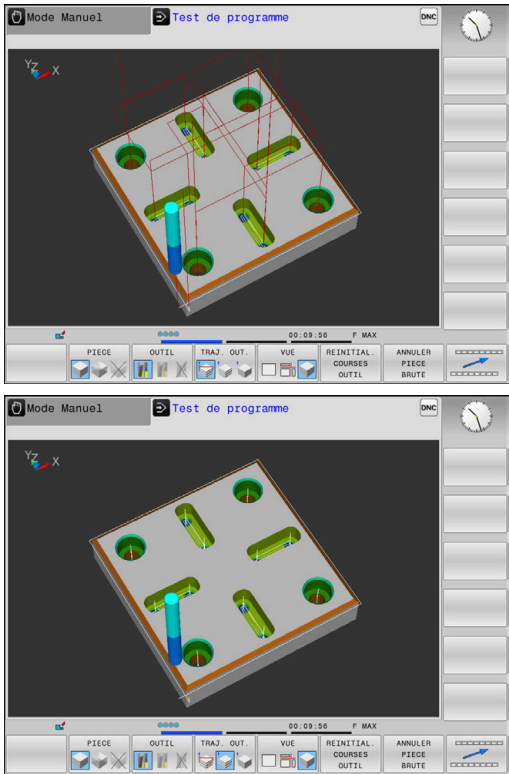 Mode Manuel
Test de programme
DNC
YZ X
00:09:56 F MAX
PIECE
OUTIL
TRAJ. OUT.
VUE
REINITIAL.
COURSES
OUTIL
ANNULER
PIECE
BRUTE
Mode Manuel
Test de programme
DNC
YZ X
00:09:56 F MAX
PIECE
OUTIL
TRAJ. OUT.
VUE
REINITIAL.
COURSES
OUTIL
ANNULER
PIECE
BRUTE